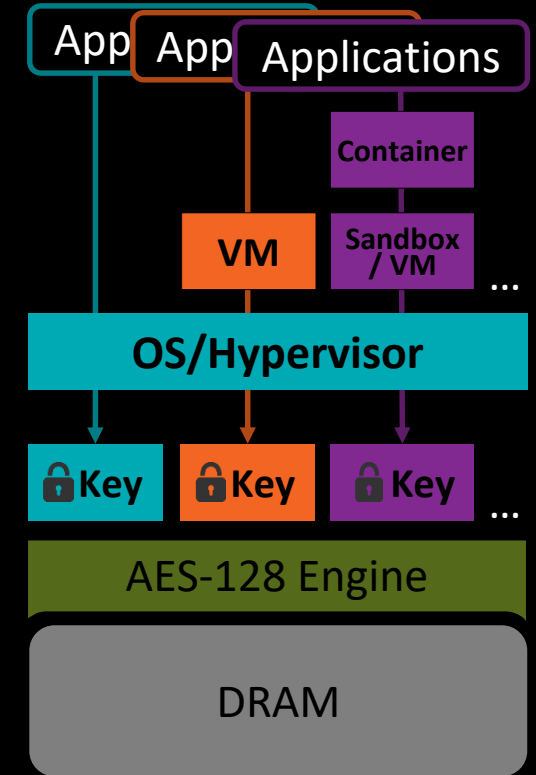 App
App
Applications
Container
VM
Sandbox
/ VM
...
OS/Hypervisor
Key
Key
Key
...
AES-128 Engine
DRAM